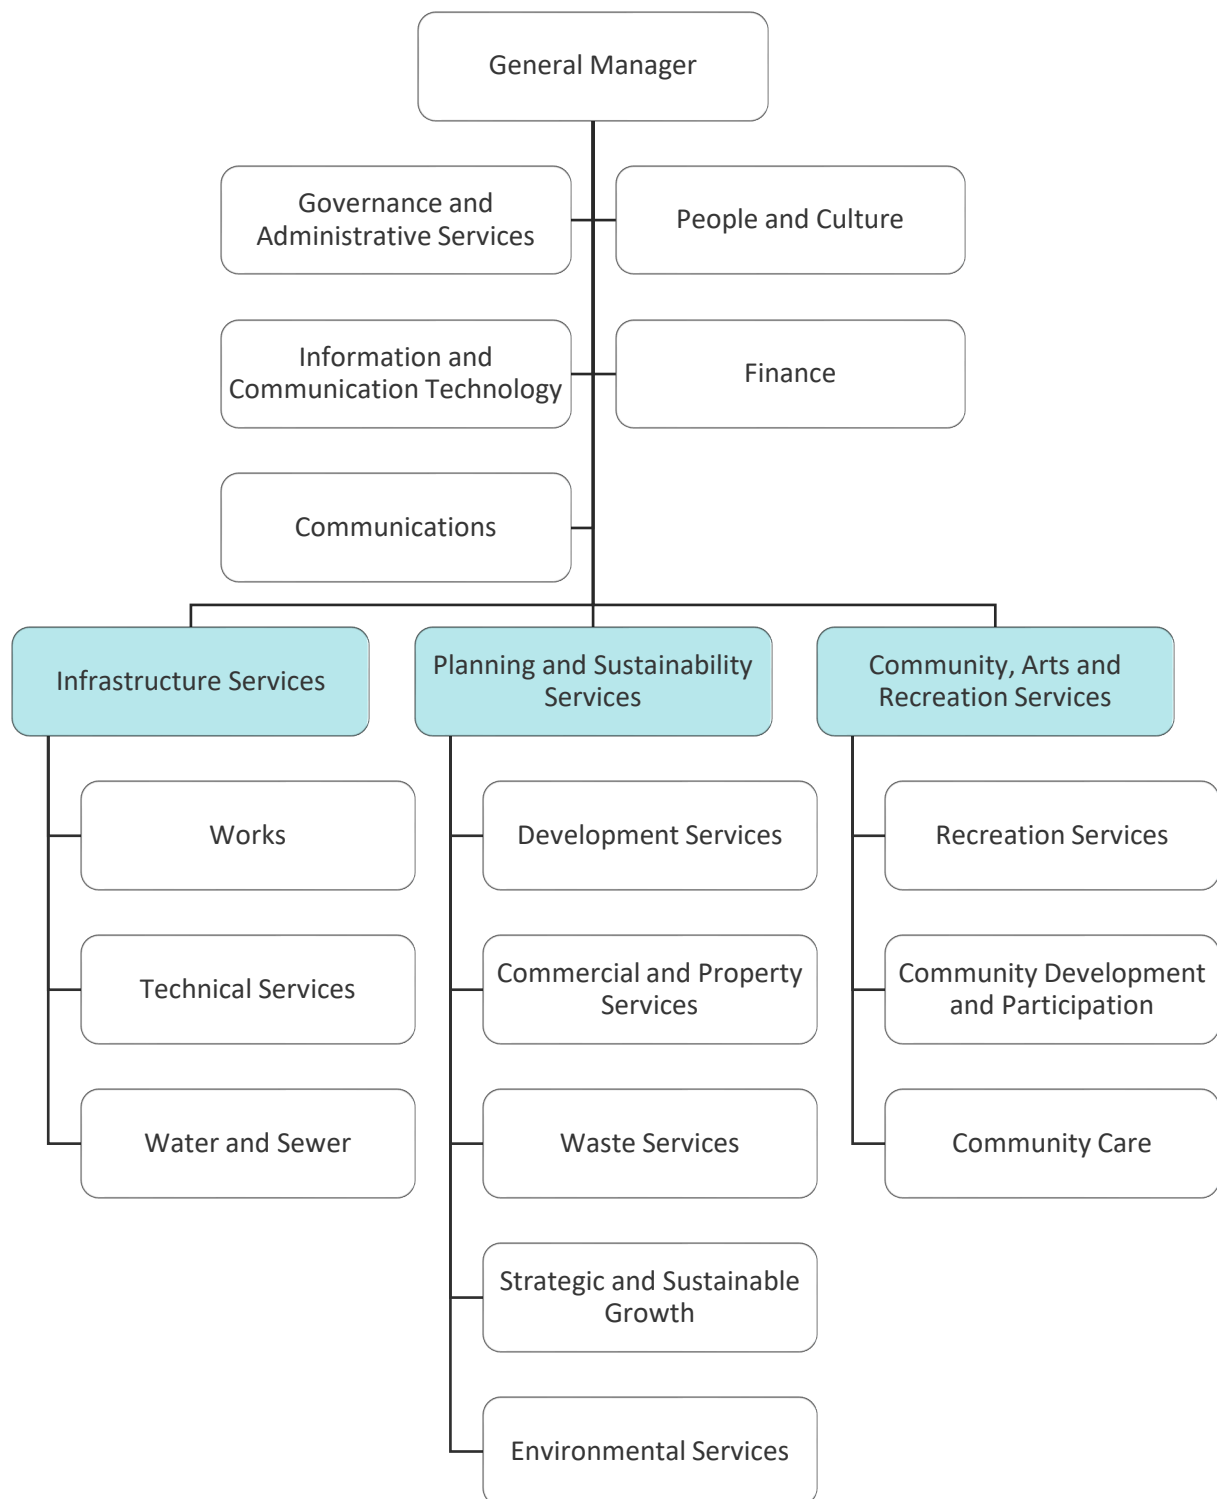 General Manager
Governance and
Administrative Services
People and Culture
Information and
Communication Technology
Finance
Communications
Infrastructure Services
Planning and Sustainability
Services
Community, Arts and
Recreation Services
Works
Development Services
Recreation Services
Technical Services
Commercial and Property
Services
Community Development
and Participation
Water and Sewer
Waste Services
Community Care
Strategic and Sustainable
Growth
Environmental Services